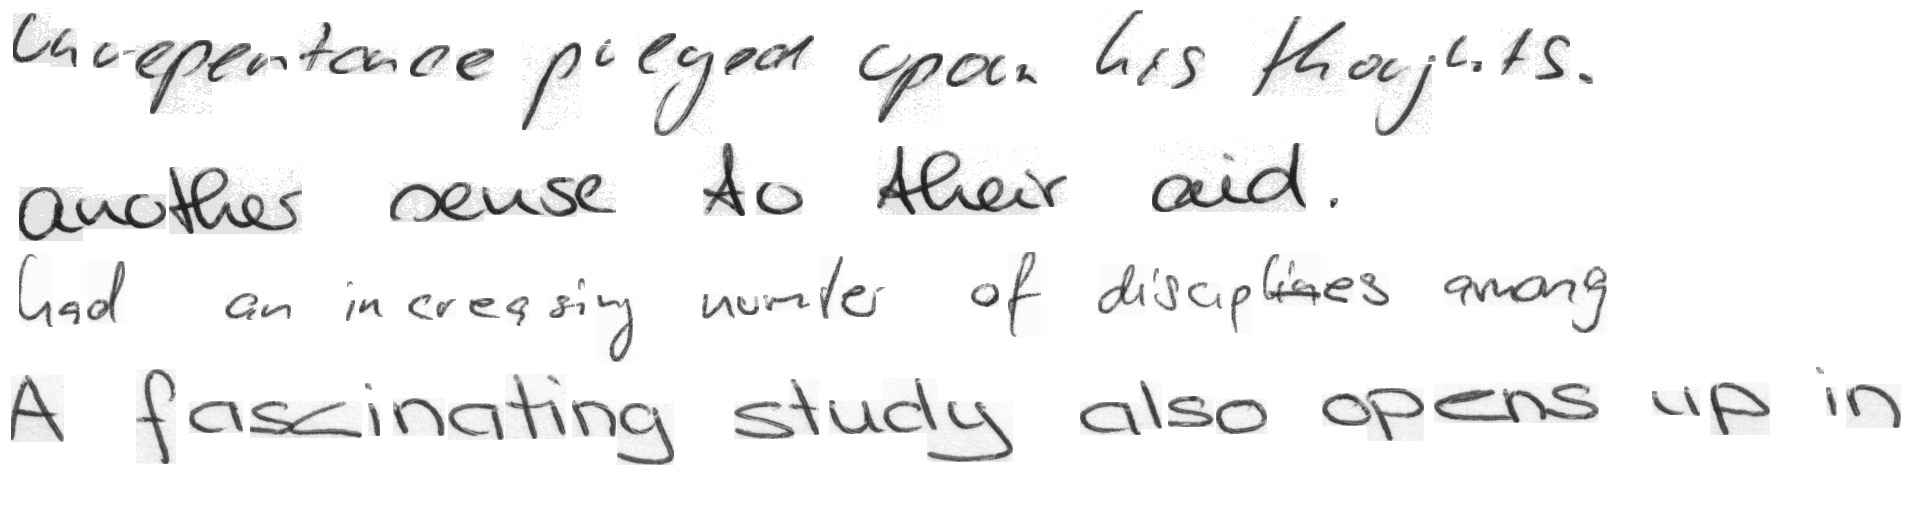 Unrepentance preyed upon his thoughts.
another sense to their aid.
had an increasing number of disciplines among
A fascinating study also opens up in